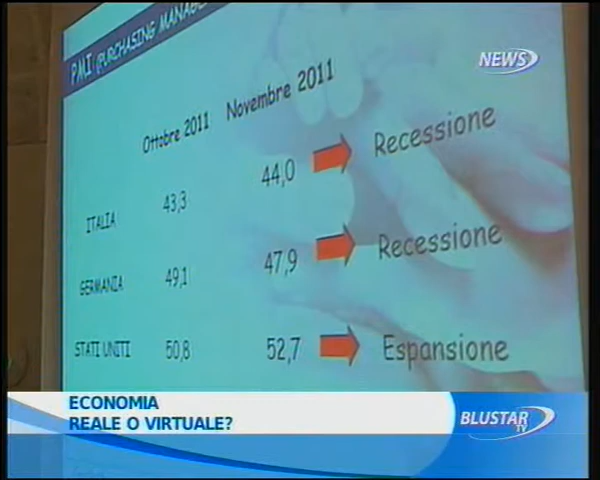 PMI (PURCHASING
NEWS
Ottobre 2011 Novembre 2011
ITALIA 43,3 44,0 Recessione
GERMANIA 49,1 47,9 Recessione
STATI UNITI 50,8 52,7 Espansione
ECONOMIA
REALE O VIRTUALE?
BLUSTAR
TV